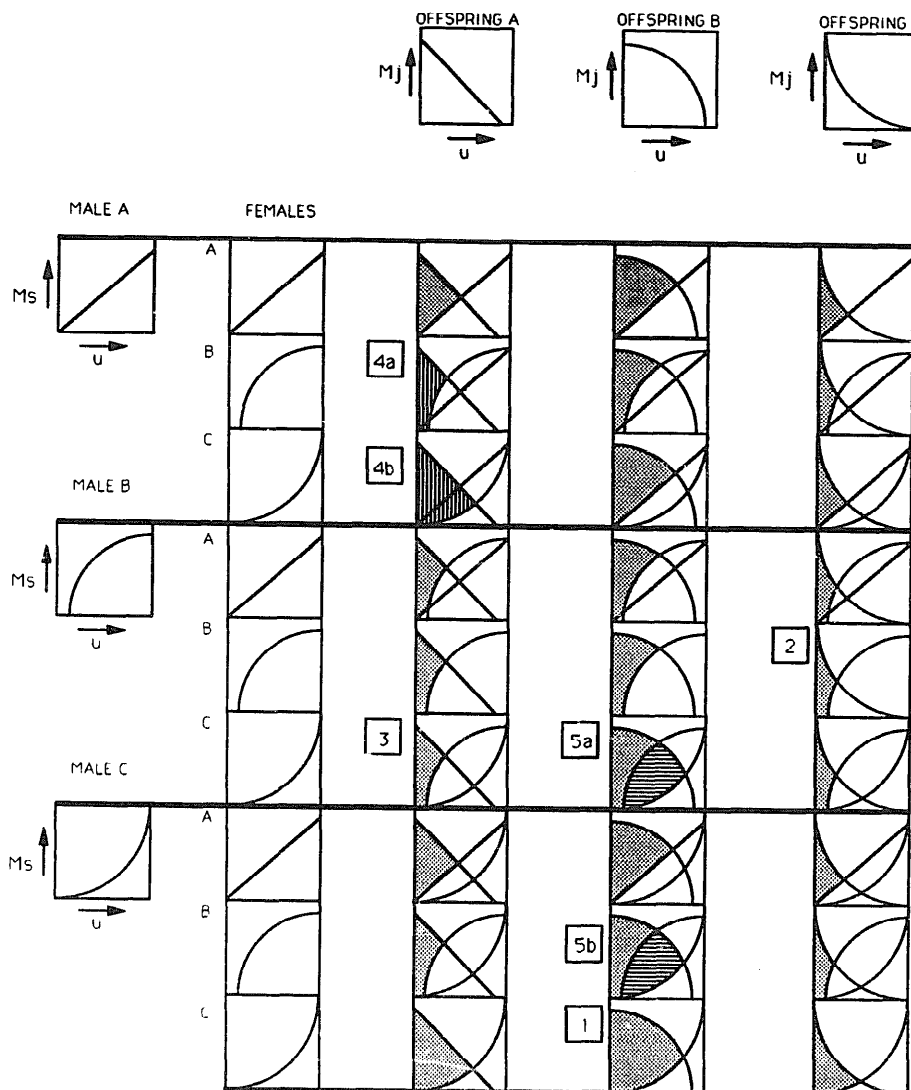 OFFSPRING A OFFSPRING B OFFSPRING
Mj Mj Mj
u u u
MALE A FEMALES
A
Ms
u
B
4a
C
4b
MALE B
A
Ms
u
B
2
C
3 5a
MALE C
A
Ms
u
B
5b
C
1